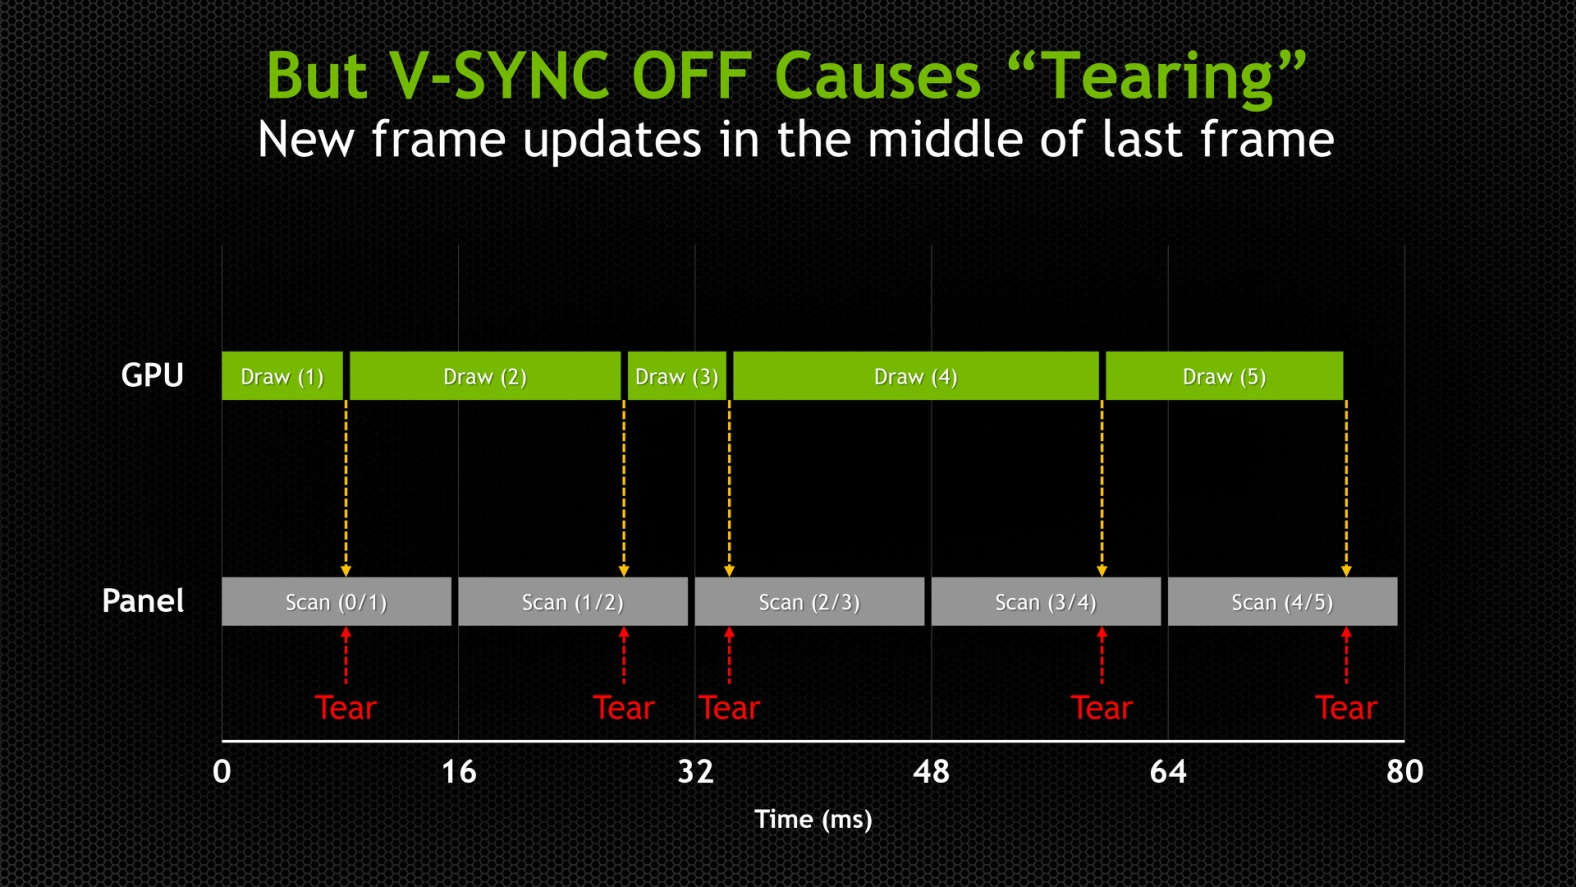 But V-SYNC OFF Causes “Tearing”
New frame updates in the middle of last frame
GPU
Draw (1)
Draw (2)
Draw (3)
Draw (4)
Draw (5)
Panel
Scan (0/1)
Scan (1/2)
Scan (2/3)
Scan (3/4)
Scan (4/5)
Tear
Tear
Tear
Tear
Tear
0
16
32
48
64
80
Time (ms)